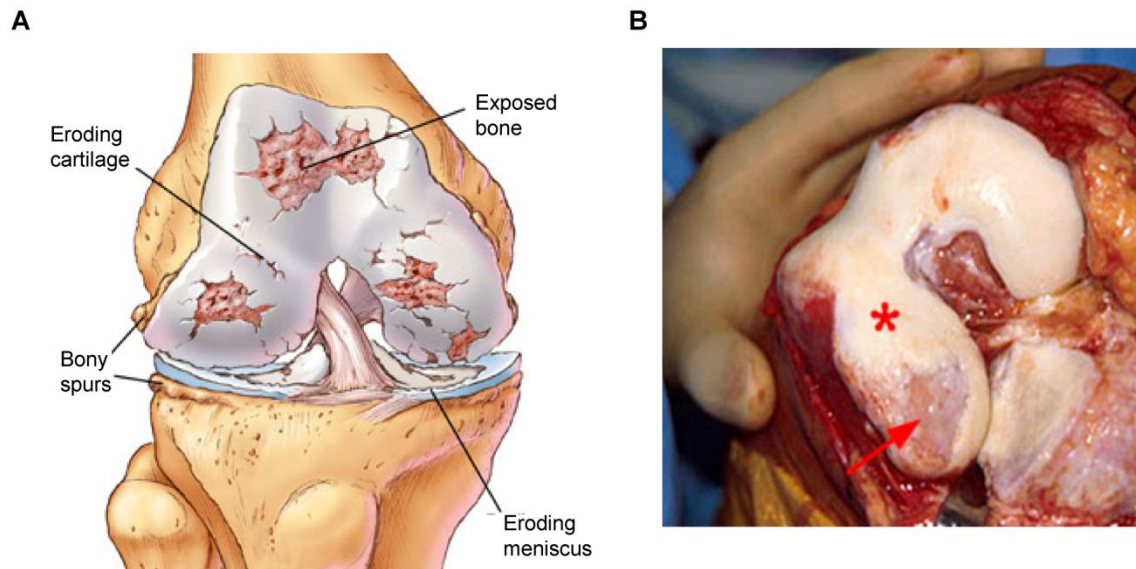 A
B
Exposed
bone
Eroding
cartilage
Bony
spurs
Eroding
meniscus
*